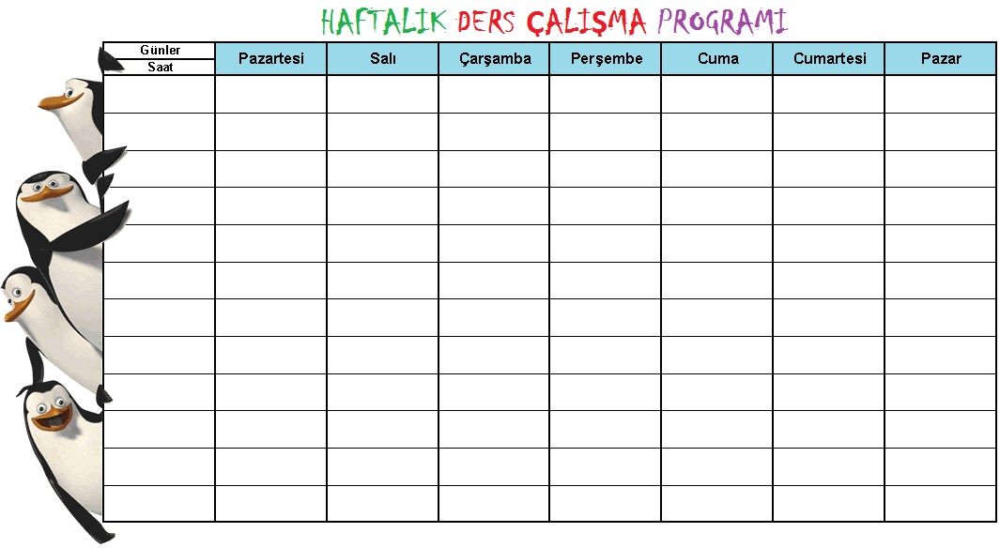 HAFTALIK DERS ÇALIŞMA PROGRAMI
Günler
Saat
Pazartesi Salı Çarşamba Perşembe Cuma Cumartesi Pazar